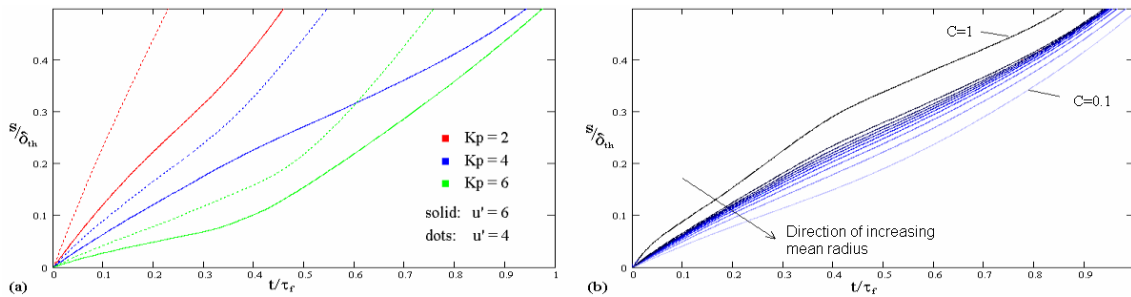 0.4
0.3
0.2
0.1
0
s/δth
0 0.1 0.2 0.3 0.4 0.5 0.6 0.7 0.8 0.9 1
t/τf
Kp = 2
Kp = 4
Kp = 6
solid: u' = 6
dots: u' = 4
(a)
0.4
0.3
0.2
0.1
0
s/δth
0 0.1 0.2 0.3 0.4 0.5 0.6 0.7 0.8 0.9
t/τf
C=1
C=0.1
Direction of increasing
mean radius
(b)